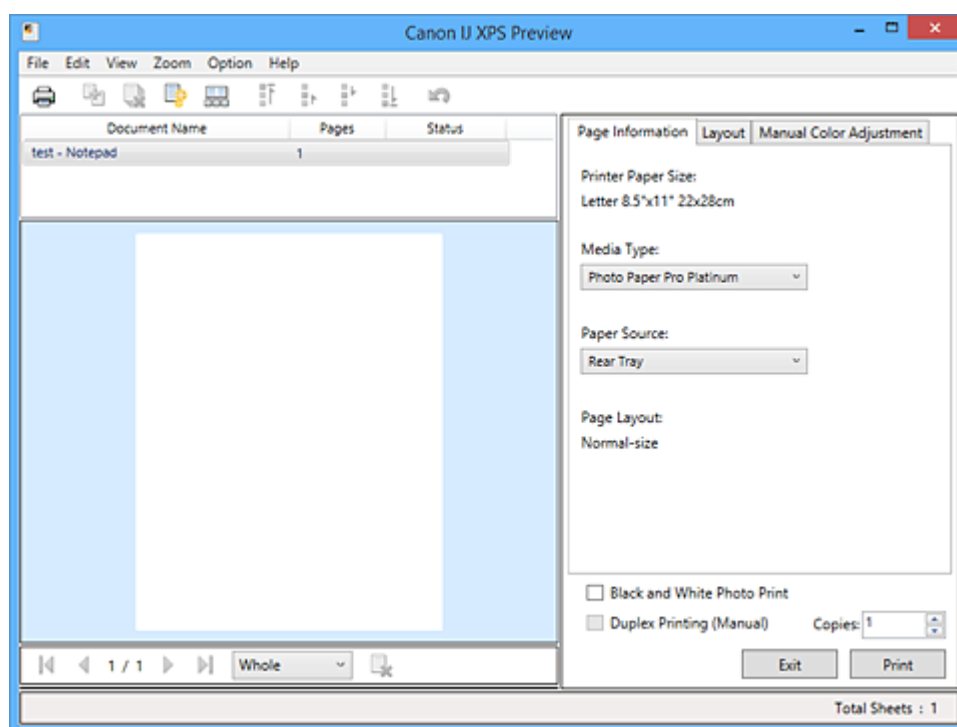 Canon IJ XPS Preview
File Edit View Zoom Option Help
Document Name Pages Status
test - Notepad 1
Page Information Layout Manual Color Adjustment
Printer Paper Size:
Letter 8.5"x11" 22x28cm
Media Type:
Photo Paper Pro Platinum
Paper Source:
Rear Tray
Page Layout:
Normal-size
Black and White Photo Print
Duplex Printing (Manual) Copies: 1
1 / 1 Whole
Exit Print
Total Sheets : 1